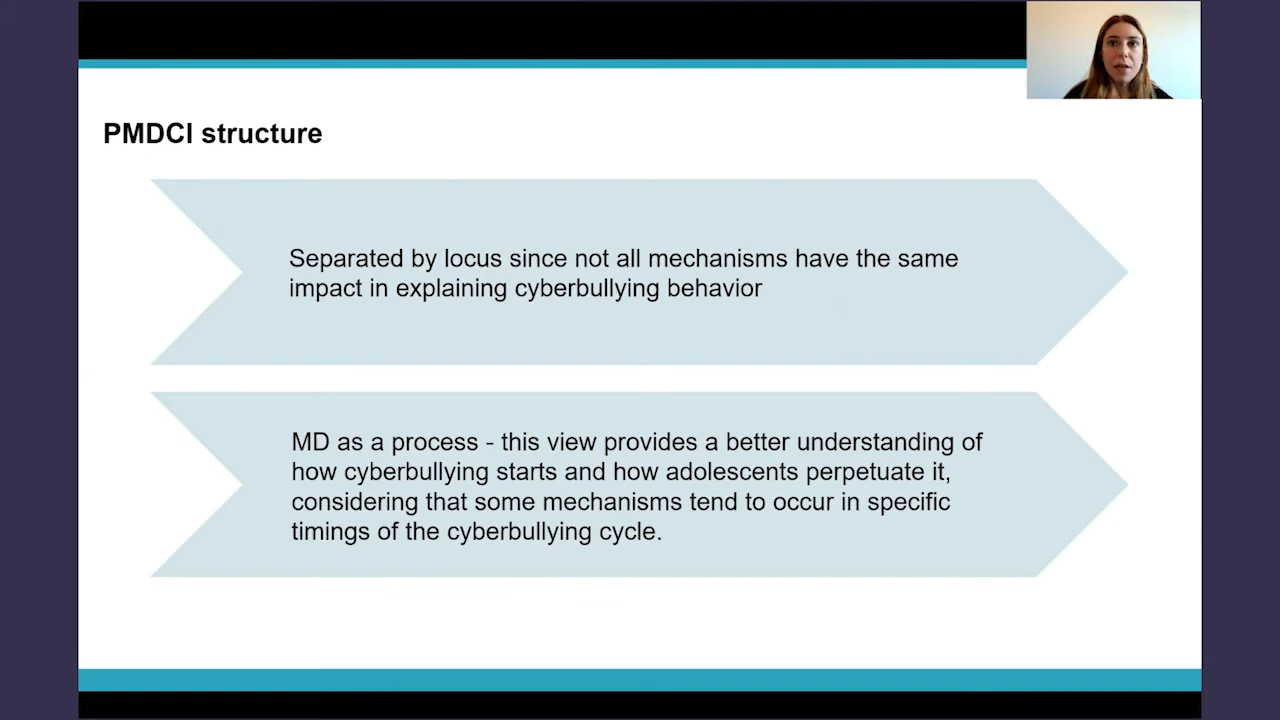 PMDCI structure
Separated by locus since not all mechanisms have the same
impact in explaining cyberbullying behavior
MD as a process - this view provides a better understanding of
how cyberbullying starts and how adolescents perpetuate it,
considering that some mechanisms tend to occur in specific
timings of the cyberbullying cycle.